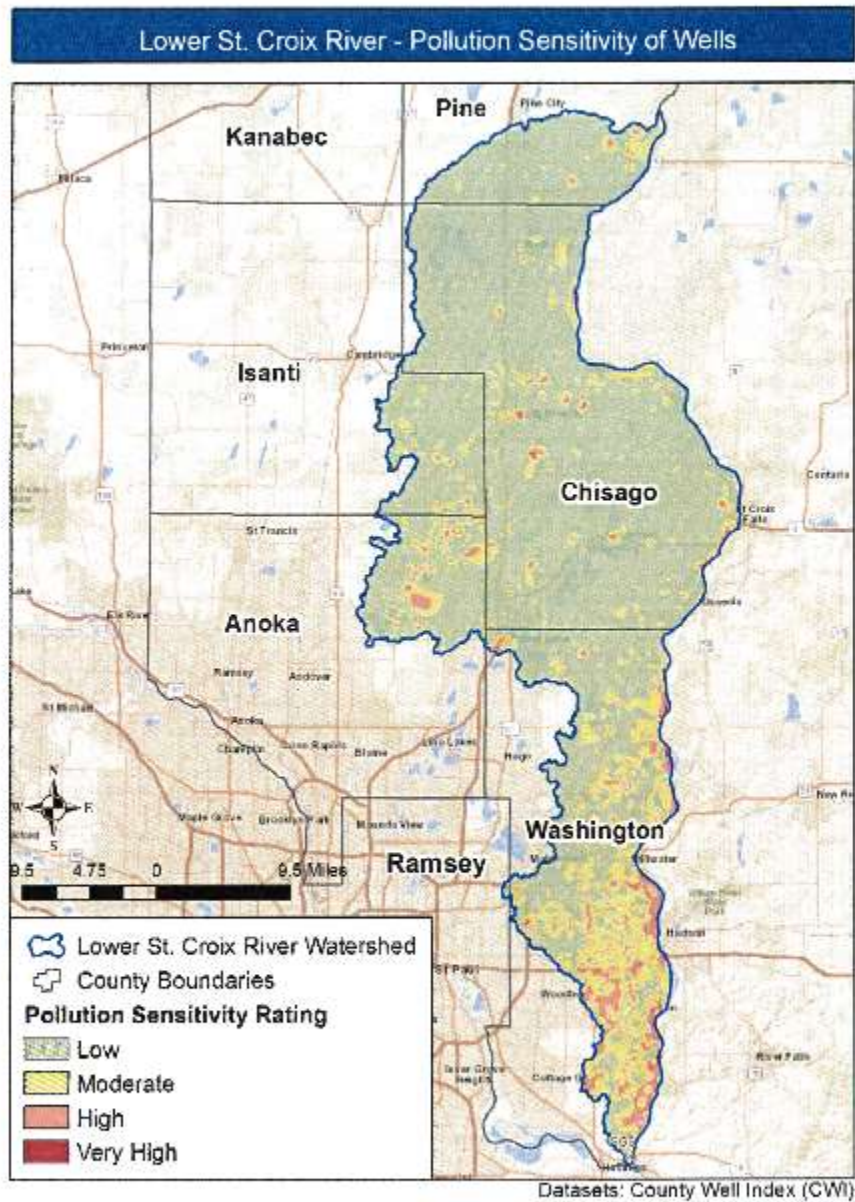 Lower St. Croix River - Pollution Sensitivity of Wells
Pine
Pine City
Kanabec
Milaca
Princeton
Cambridge
Isanti
Chisago
Centuria
St Croix
Falls
St Francis
Elk River
Anoka
Osceola
Ramsey
Andover
St Michael
Anoka
Champlin
Coon Rapids
Blaine
Lino Lakes
Hugo
N
W
E
S
Maple Grove
Brooklyn Park
Mounds View
Washington
Ramsey
Stillwater
9.5 4.75 0 9.5 Miles
Hudson
Lower St. Croix River Watershed
County Boundaries
St Paul
Pollution Sensitivity Rating
Low
Moderate
High
Very High
River Falls
Inver Grove
Heights
Cottage
Hastings
Datasets: County Well Index (CWI)